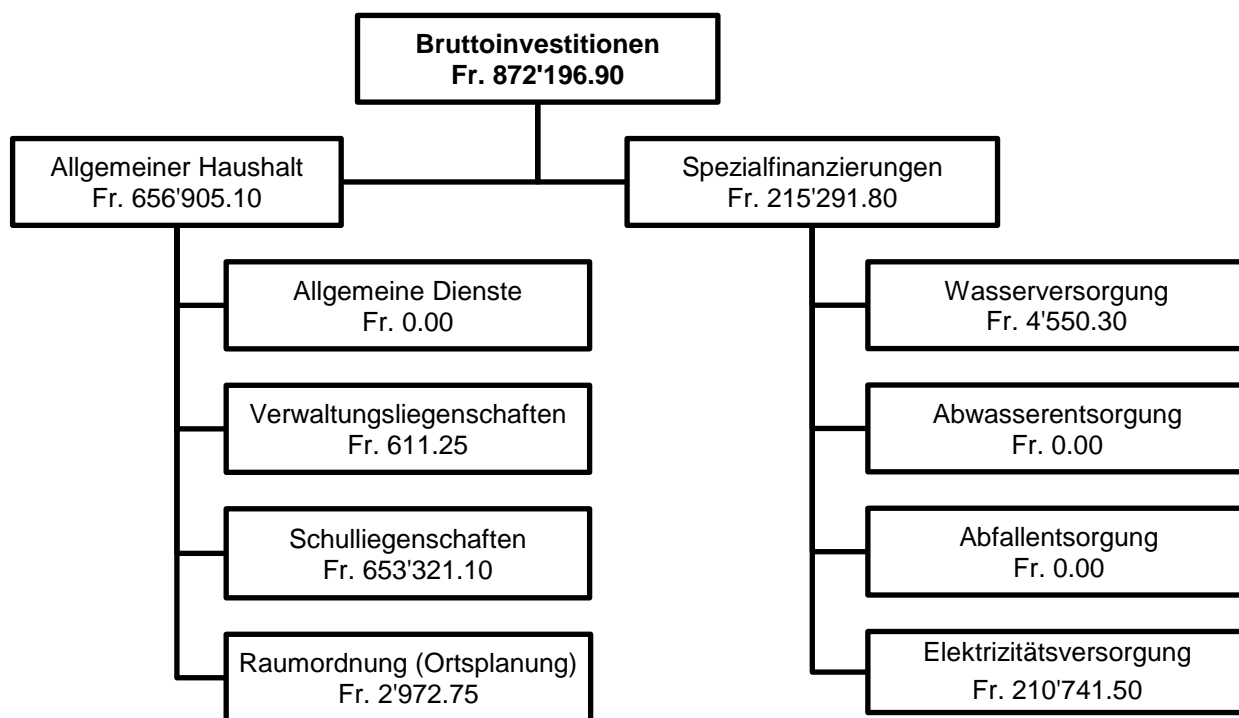 Bruttoinvestitionen
Fr. 872'196.90
Allgemeiner Haushalt
Fr. 656'905.10
Spezialfinanzierungen
Fr. 215'291.80
Allgemeine Dienste
Fr. 0.00
Verwaltungsliegenschaften
Fr. 611.25
Schulliegenschaften
Fr. 653'321.10
Raumordnung (Ortsplanung)
Fr. 2'972.75
Wasserversorgung
Fr. 4'550.30
Abwasserentsorgung
Fr. 0.00
Abfallentsorgung
Fr. 0.00
Elektrizitätsversorgung
Fr. 210'741.50